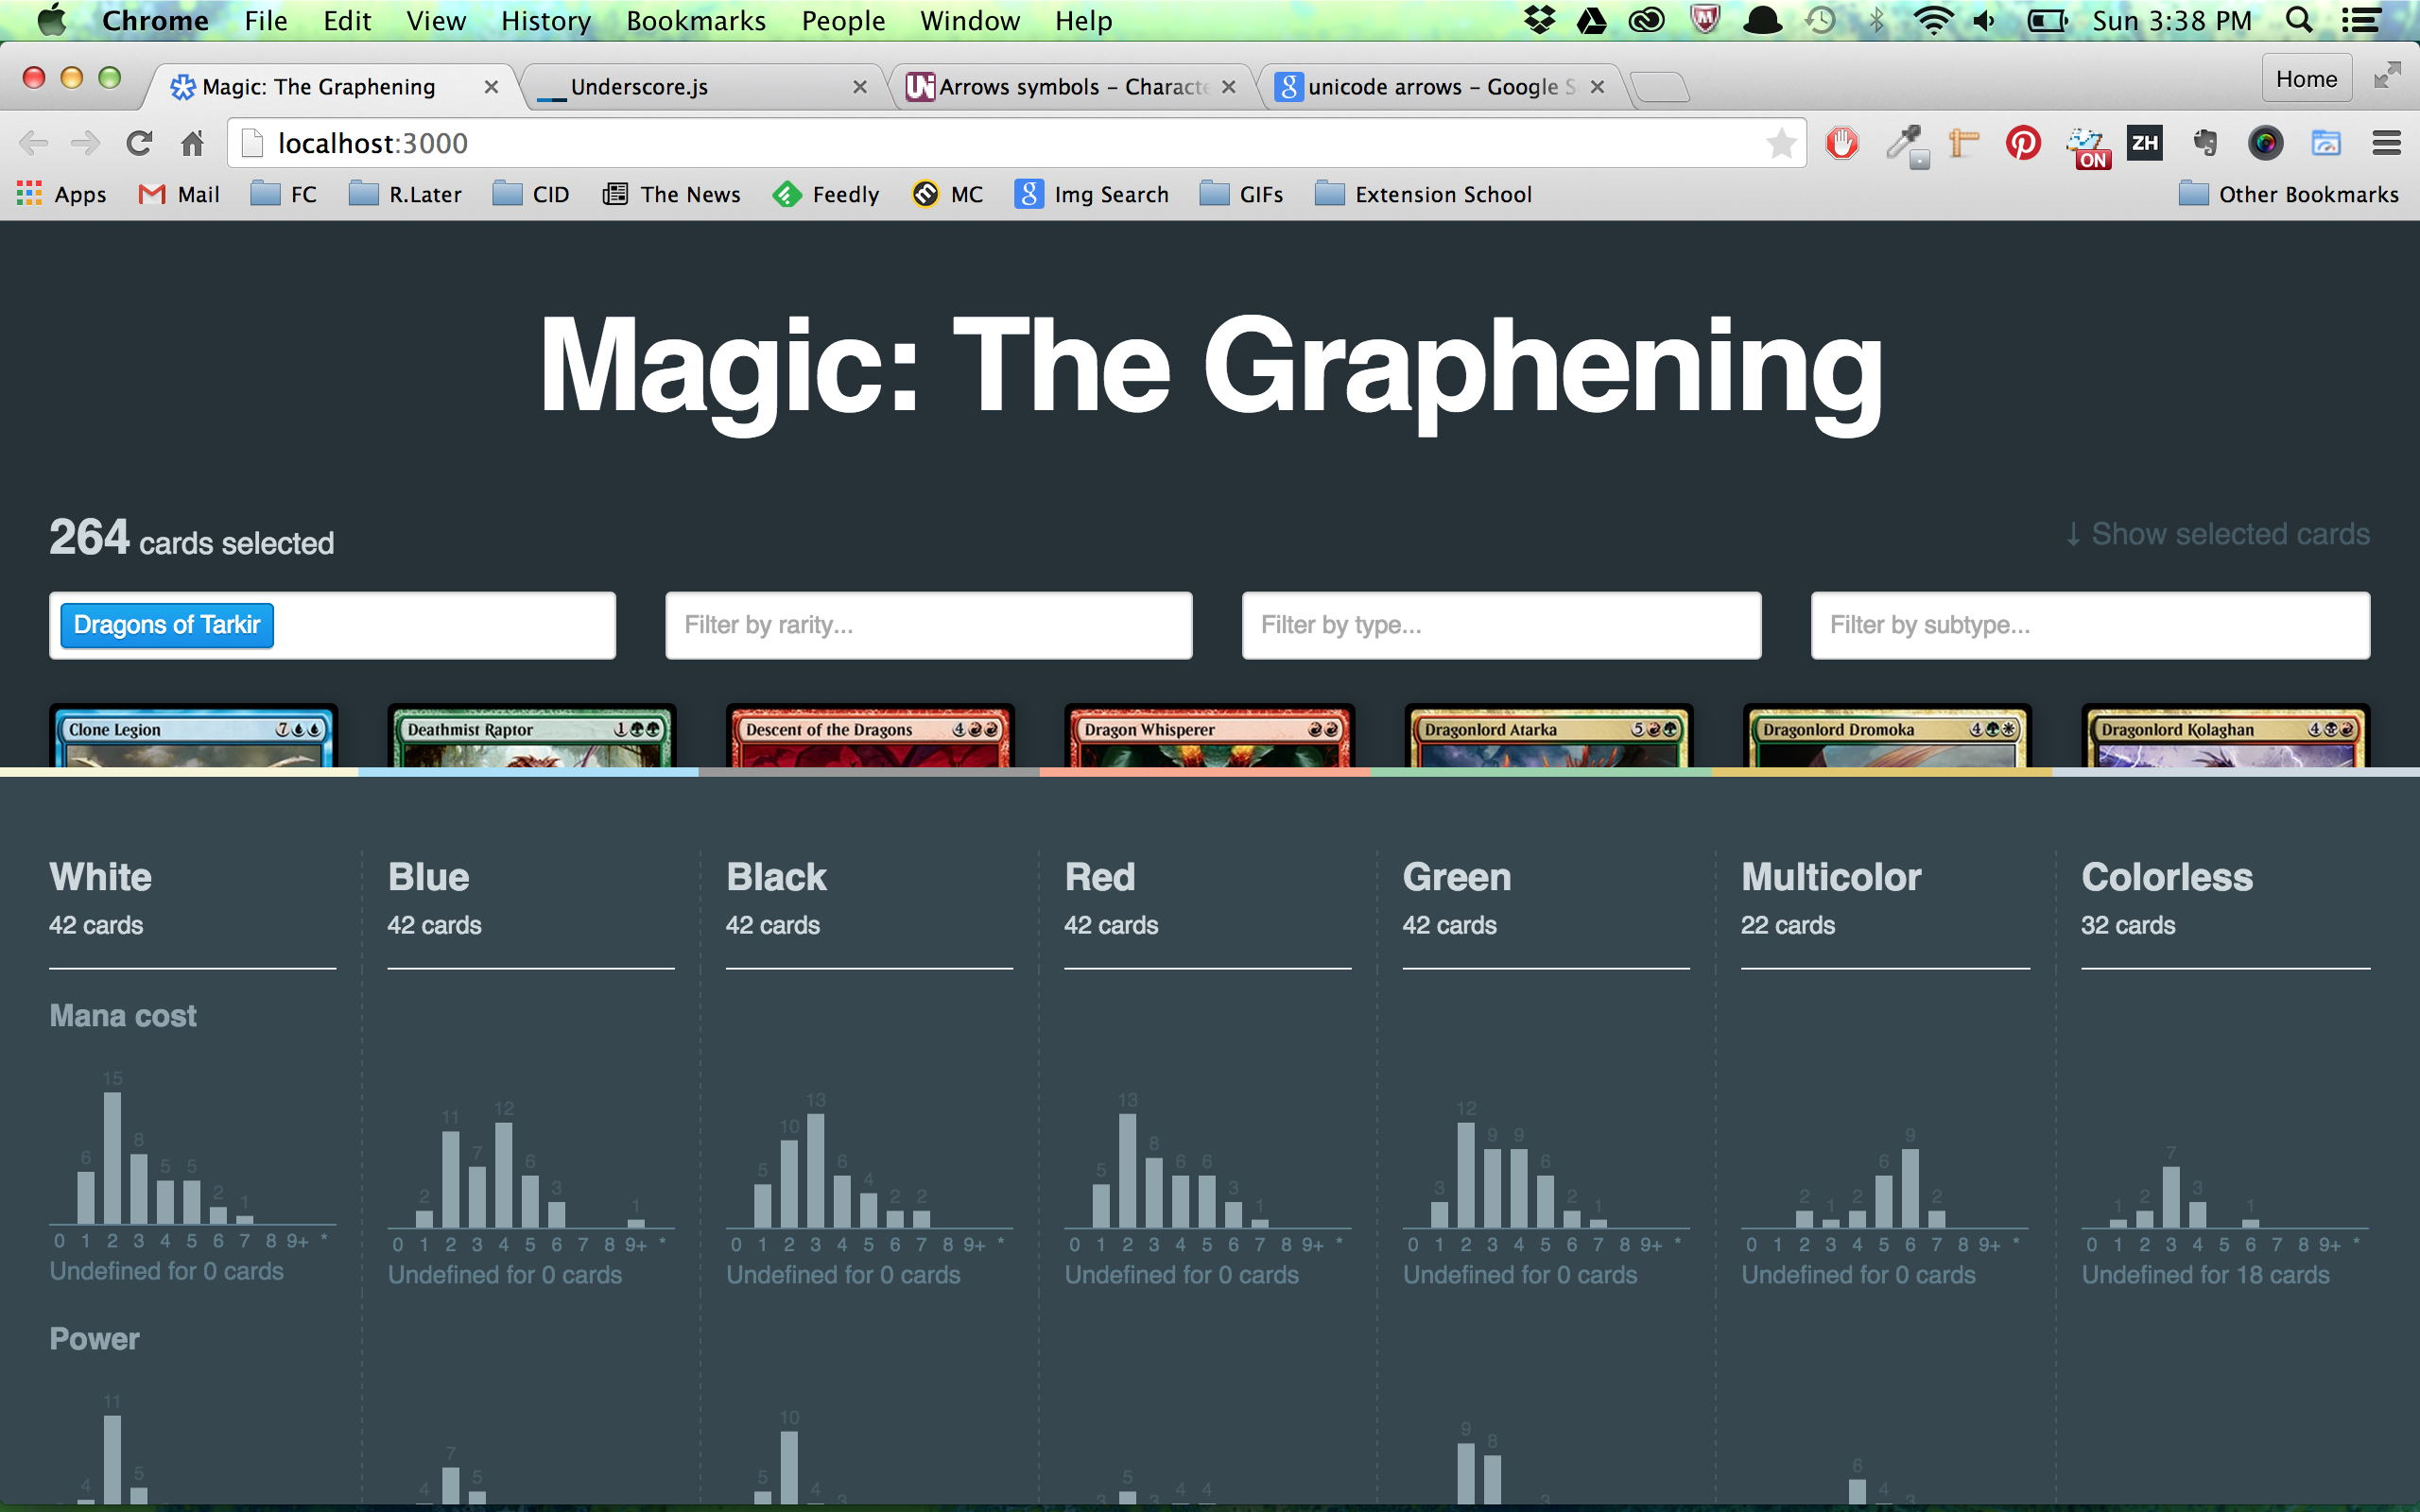 Chrome File Edit View History Bookmarks People Window Help Sun 3:38 PM
Magic: The Graphening Underscore.js Arrows symbols – Characte unicode arrows – Google S Home
localhost:3000 ZH ON
Apps Mail FC R.Later CID The News Feedly MC Img Search GIFs Extension School Other Bookmarks
Magic: The Graphening
264 cards selected ↓ Show selected cards
Dragons of Tarkir Filter by rarity... Filter by type... Filter by subtype...
Clone Legion 7 Deathmist Raptor 1 Descent of the Dragons 4 Dragon Whisperer Dragonlord Atarka 5 Dragonlord Dromoka 4 Dragonlord Kolaghan 4
White Blue Black Red Green Multicolor Colorless
42 cards 42 cards 42 cards 42 cards 42 cards 22 cards 32 cards
Mana cost
6 15 8 5 5 2 1
2 11 7 12 6 3 1
5 10 13 6 4 2 2
5 13 8 6 6 3 1
3 12 9 9 6 2 1
2 1 2 6 9 2
1 2 7 3 1
0 1 2 3 4 5 6 7 8 9+ *
0 1 2 3 4 5 6 7 8 9+ *
0 1 2 3 4 5 6 7 8 9+ *
0 1 2 3 4 5 6 7 8 9+ *
0 1 2 3 4 5 6 7 8 9+ *
0 1 2 3 4 5 6 7 8 9+ *
0 1 2 3 4 5 6 7 8 9+ *
Undefined for 0 cards Undefined for 0 cards Undefined for 0 cards Undefined for 0 cards Undefined for 0 cards Undefined for 0 cards Undefined for 18 cards
Power
4 11 5
4 7 5
5 10 4 3
3 5 3 4 4
9 8 3
6 4 3